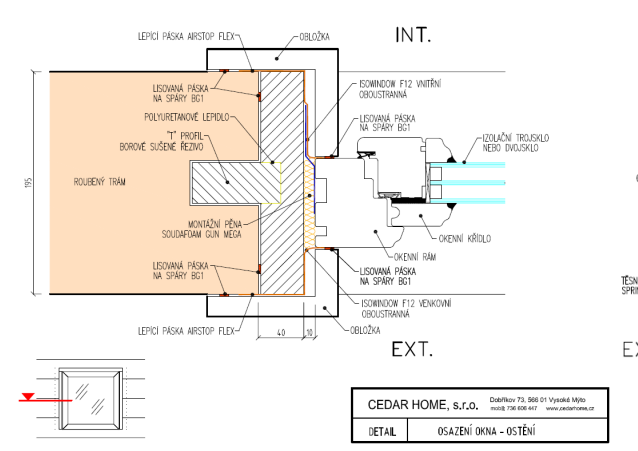 LEPÍCÍ PÁSKA AIRSTOP FLEX
OBLOŽKA
INT.
LISOVANÁ PÁSKA
NA SPÁRY BG1
ISOWINDOW F12 VNITŘNÍ
OBOUSTRANNÁ
POLYURETANOVÉ LEPIDLO
LISOVANÁ PÁSKA
NA SPÁRY BG1
"T" PROFIL-
BOROVÉ SUŠENÉ ŘEZIVO
IZOLAČNÍ TROJSKLO
NEBO DVOJSKLO
195
ROUBENÝ TRÁM
MONTÁŽNÍ PĚNA
SOUDAFOAM GUN MEGA
OKENNÍ KŘÍDLO
OKENNÍ RÁM
LISOVANÁ PÁSKA
NA SPÁRY BG1
LISOVANÁ PÁSKA
NA SPÁRY BG1
TĚSN
SPRI
ISOWINDOW F12 VENKOVNÍ
OBOUSTRANNÁ
LEPÍCÍ PÁSKA AIRSTOP FLEX
40
10
OBLOŽKA
EXT.
CEDAR HOME, s.r.o.
Dobříkov 73, 566 01 Vysoké Mýto
mobil: 736 606 447 www.cedarhome.cz
DETAIL
OSAZENÍ OKNA - OSTĚNÍ